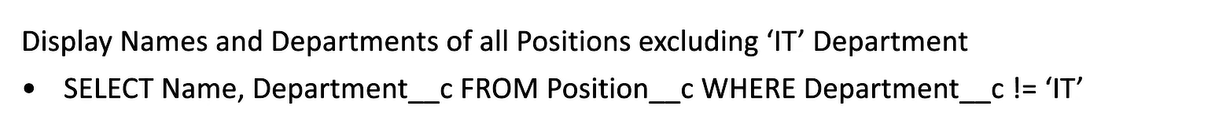 Display Names and Departments of all Positions excluding ‘IT’ Department
• SELECT Name, Department__c FROM Position__c WHERE Department__c != ‘IT’